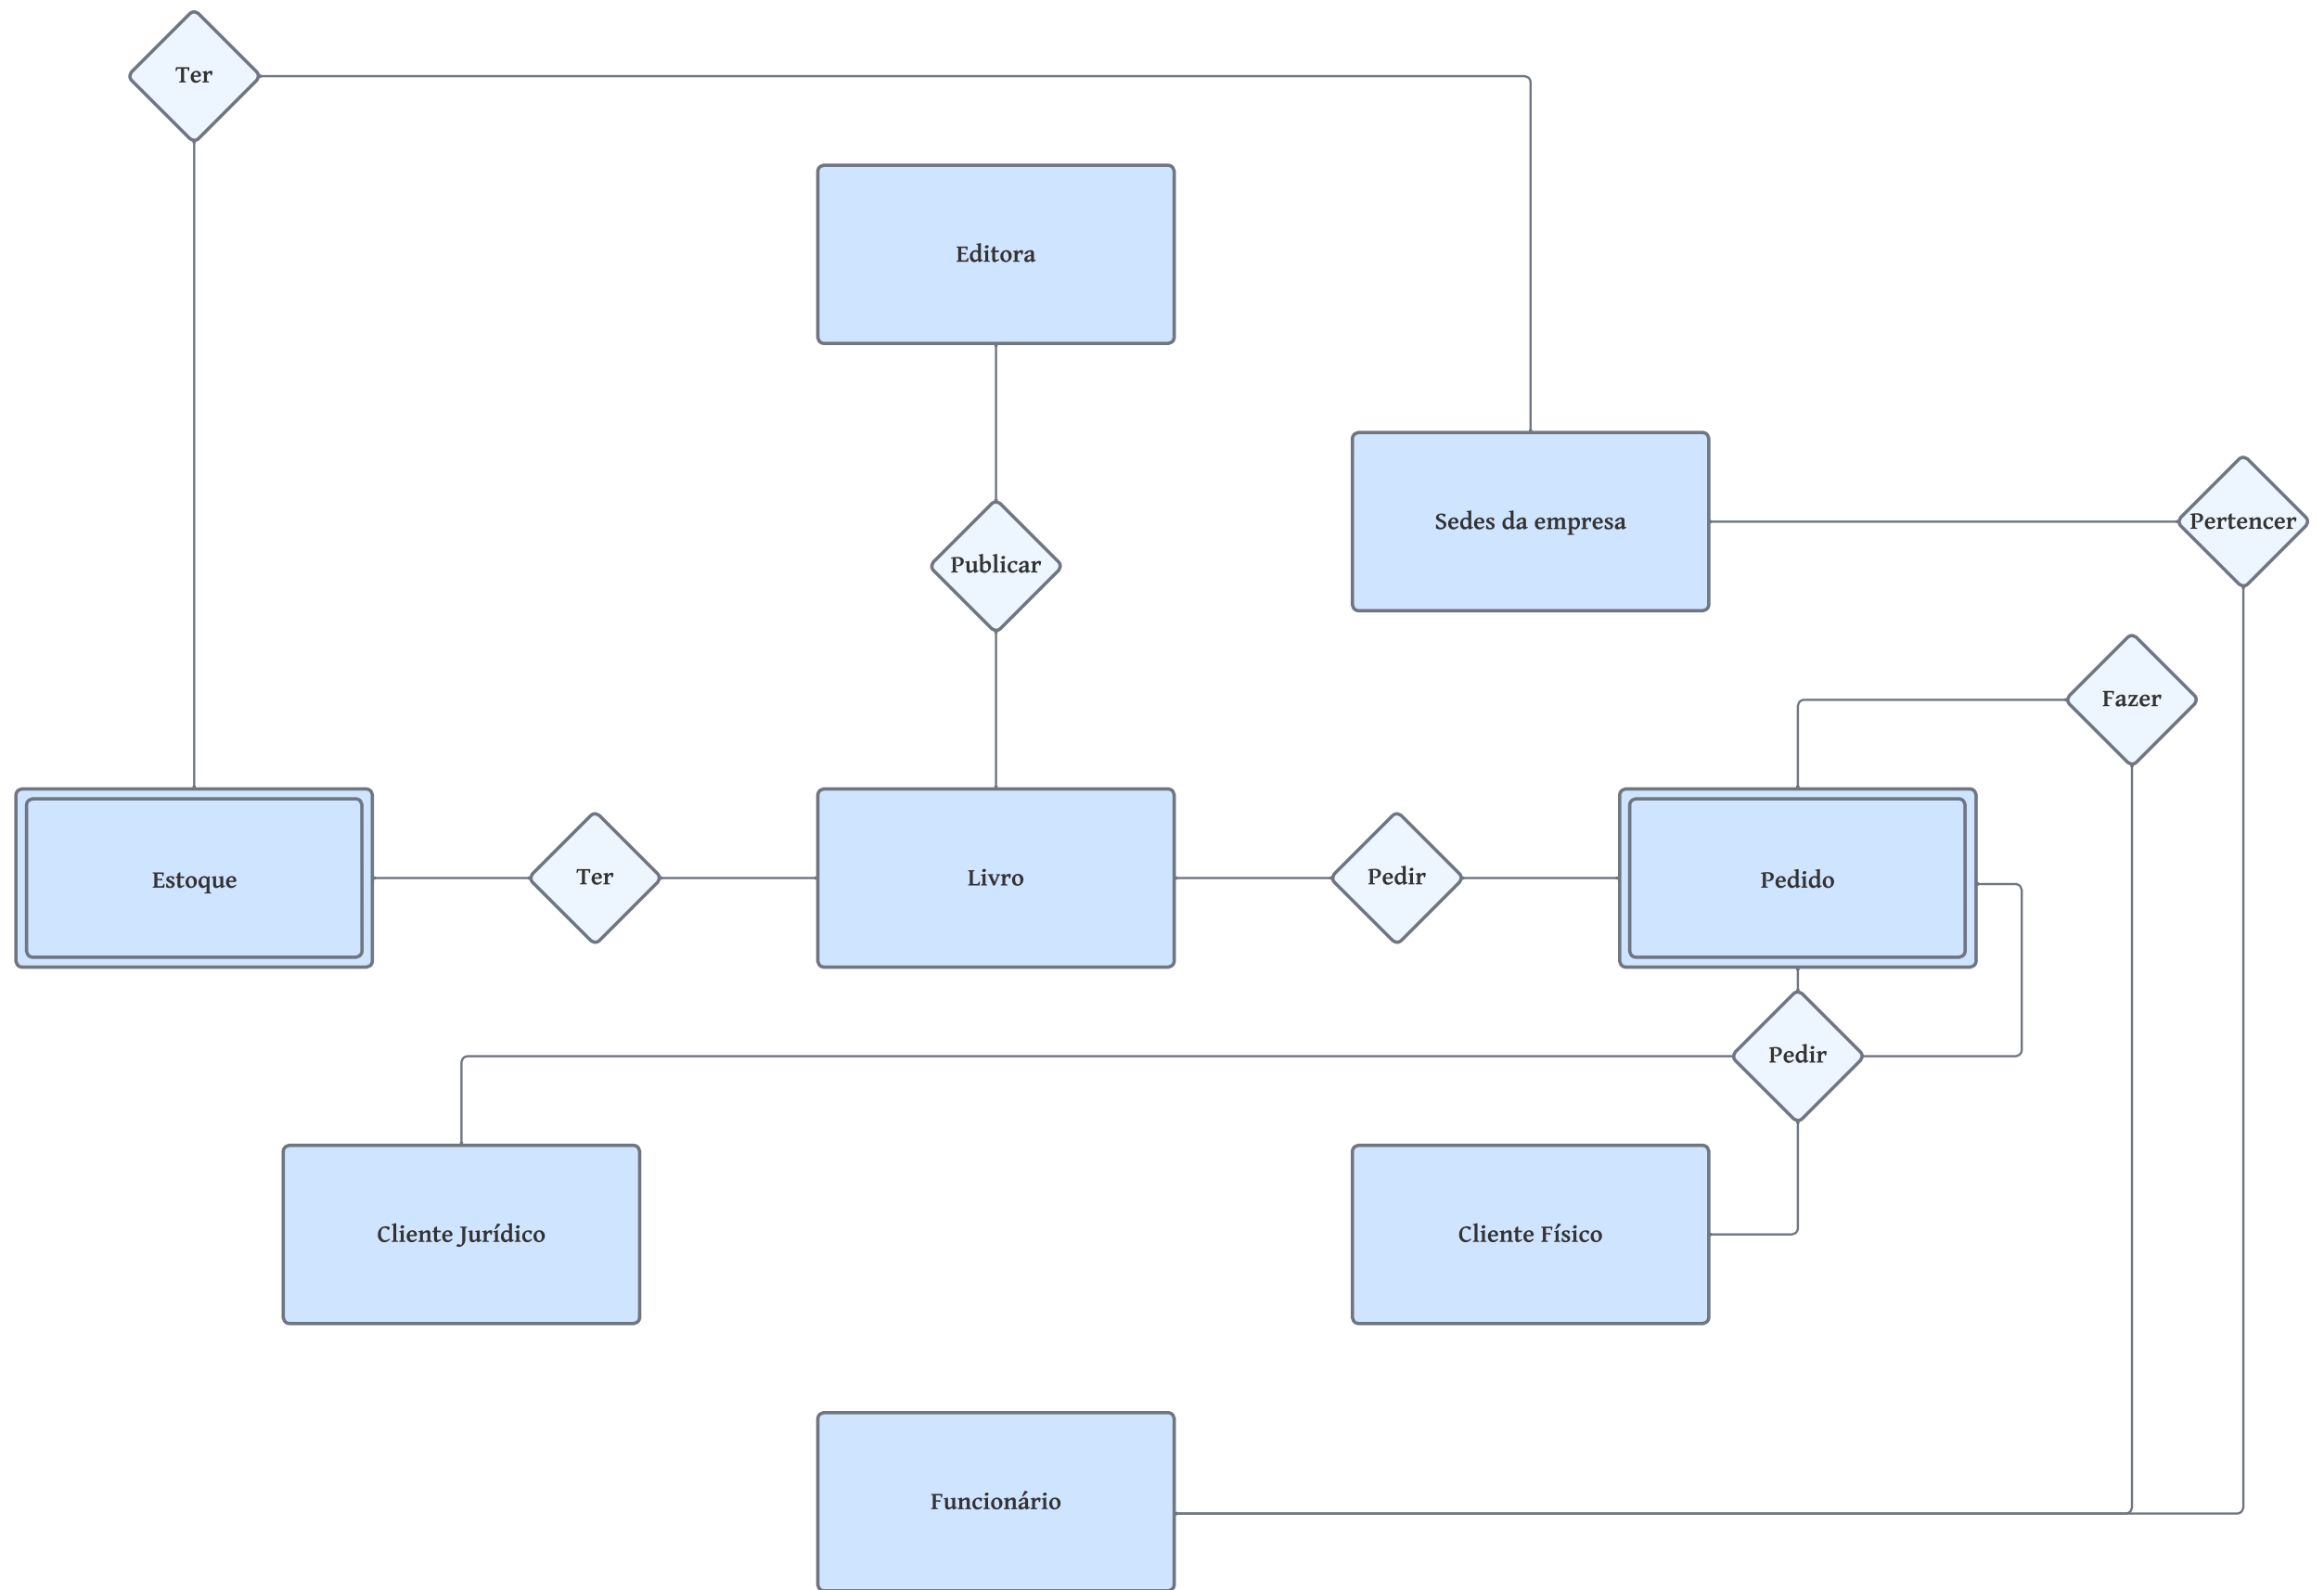 Ter
Editora
Sedes da empresa
Pertencer
Publicar
Fazer
Estoque
Ter
Livro
Pedir
Pedido
Pedir
Cliente Jurídico
Cliente Físico
Funcionário